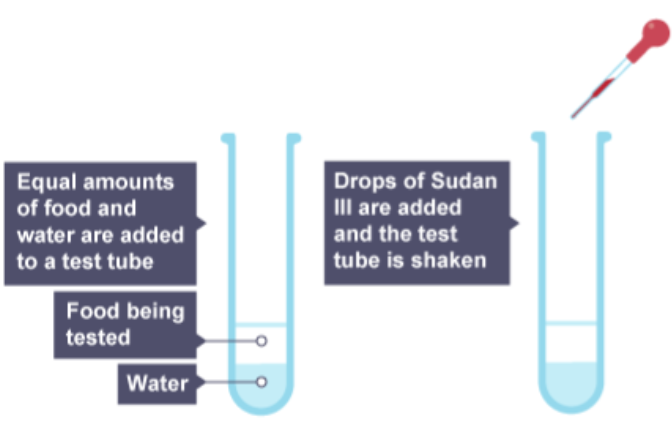 Equal amounts
of food and
water are added
to a test tube
Food being
tested
Water
Drops of Sudan
III are added
and the test
tube is shaken